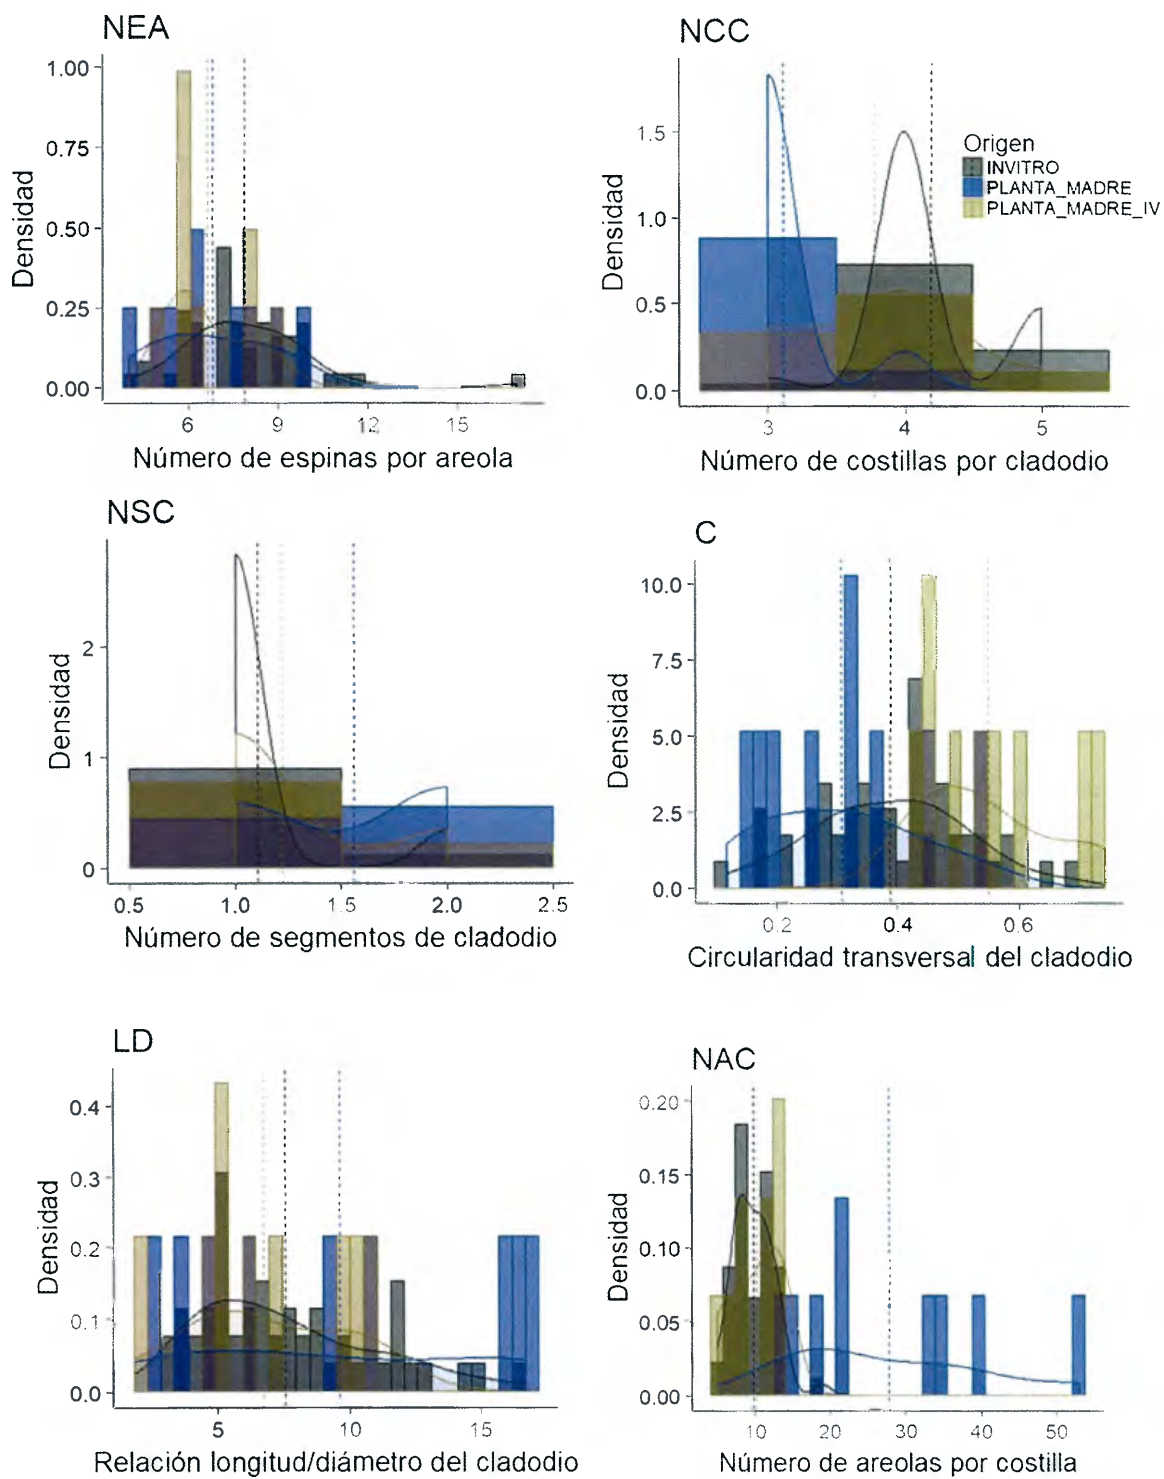 NEA
1.00
0.75
0.50
0.25
0.00
Densidad
6 9 12 15
Número de espinas por areola
NCC
1.5
1.0
0.5
0.0
Densidad
3 4 5
Número de costillas por cladodio
Origen
INVITRO
PLANTA_MADRE
PLANTA_MADRE_IV
NSC
2
1
0
Densidad
0.5 1.0 1.5 2.0 2.5
Número de segmentos de cladodio
C
10.0
7.5
5.0
2.5
0.0
Densidad
0.2 0.4 0.6
Circularidad transversal del cladodio
LD
0.4
0.3
0.2
0.1
0.0
Densidad
5 10 15
Relación longitud/diámetro del cladodio
NAC
0.20
0.15
0.10
0.05
0.00
Densidad
10 20 30 40 50
Número de areolas por costilla